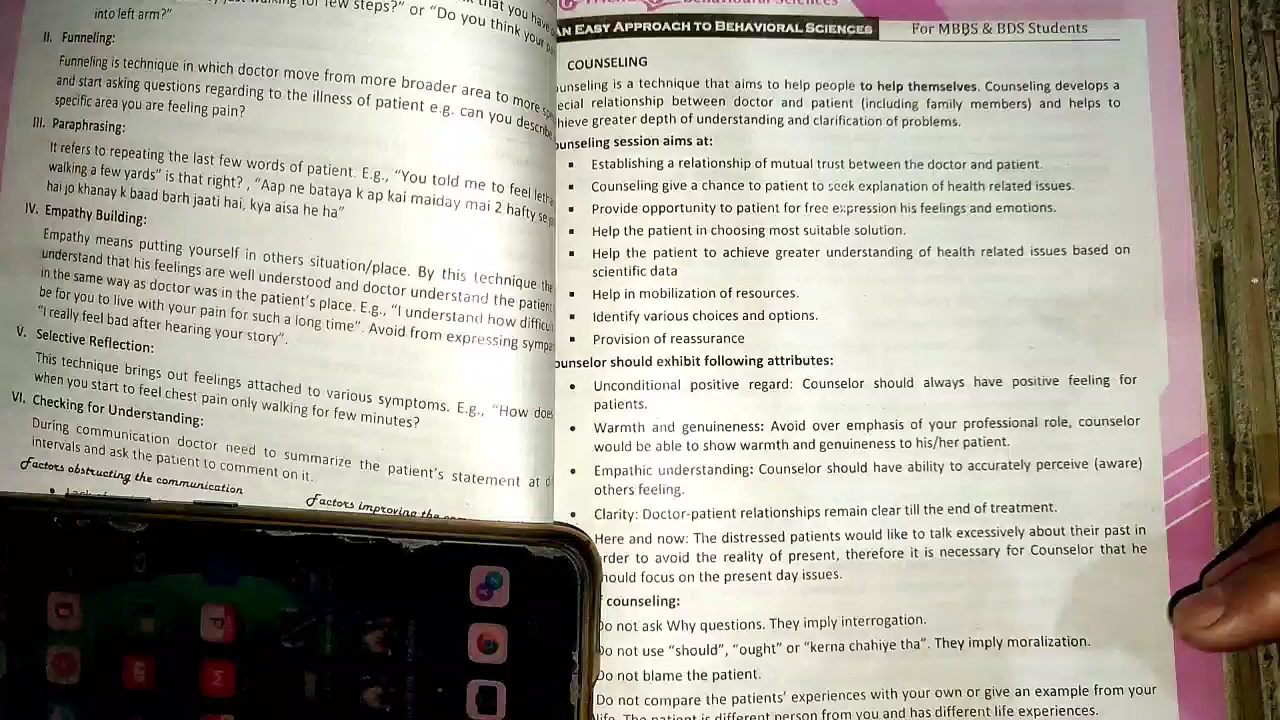 for few steps?" or "Do you think your
that you have
into left arm?"
II. Funneling:
Funneling is technique in which doctor move from more broader area to more
and start asking questions regarding to the illness of patient e.g. can you describe
specific area you are feeling pain?
III. Paraphrasing:
It refers to repeating the last few words of patient. E.g., "You told me to feel
walking a few yards" is that right? , "Aap ne bataya k ap kai maiday mai 2 hafty se
hai jo khanay k baad barh jaati hai, kya aisa he ha"
IV. Empathy Building:
Empathy means putting yourself in others situation/place. By this technique
understand that his feelings are well understood and doctor understand the
in the same way as doctor was in the patient's place. E.g., "I understand how
be for you to live with your pain for such a long time". Avoid from expressing
"I really feel bad after hearing your story".
V. Selective Reflection:
This technique brings out feelings attached to various symptoms. E.g., "How
when you start to feel chest pain only walking for few minutes?
VI. Checking for Understanding:
During communication doctor need to summarize the patient's statement at
intervals and ask the patient to comment on it.
Factors obstructing the communication
Factors improving the
Behavioural Sciences
AN EASY APPROACH TO BEHAVIORAL SCIENCES
For MBBS & BDS Students
COUNSELING
unseling is a technique that aims to help people to help themselves. Counseling develops a
ecial relationship between doctor and patient (including family members) and helps to
hieve greater depth of understanding and clarification of problems.
ounseling session aims at:
▪ Establishing a relationship of mutual trust between the doctor and patient.
▪ Counseling give a chance to patient to seek explanation of health related issues.
▪ Provide opportunity to patient for free expression his feelings and emotions.
▪ Help the patient in choosing most suitable solution.
▪ Help the patient to achieve greater understanding of health related issues based on
scientific data
▪ Help in mobilization of resources.
▪ Identify various choices and options.
▪ Provision of reassurance
ounselor should exhibit following attributes:
• Unconditional positive regard: Counselor should always have positive feeling for
patients.
• Warmth and genuineness: Avoid over emphasis of your professional role, counselor
would be able to show warmth and genuineness to his/her patient.
• Empathic understanding: Counselor should have ability to accurately perceive (aware)
others feeling.
• Clarity: Doctor-patient relationships remain clear till the end of treatment.
Here and now: The distressed patients would like to talk excessively about their past in
rder to avoid the reality of present, therefore it is necessary for Counselor that he
hould focus on the present day issues.
counseling:
Do not ask Why questions. They imply interrogation.
Do not use "should", "ought" or "kerna chahiye tha". They imply moralization.
Do not blame the patient.
Do not compare the patients' experiences with your own or give an example from your
life. The patient is different person from you and has different life experiences.